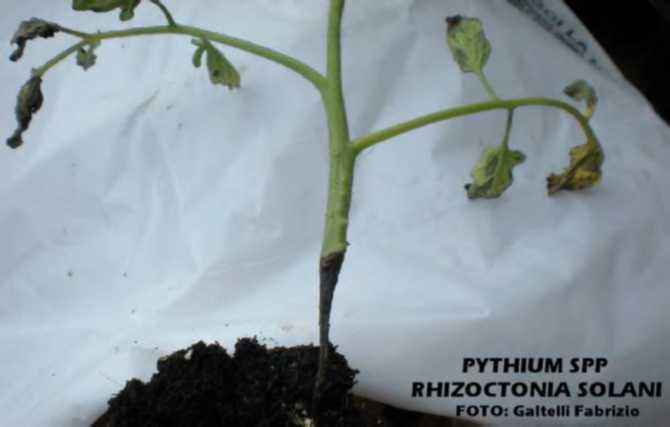 PYTHIUM SPP
RHIZOCTONIA SOLANI
FOTO: Galtelli Fabrizio